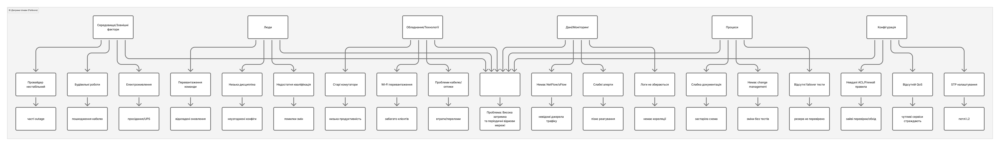 8) Діаграма Ісікави (Fishbone)
Середовище/Зовнішні
фактори
Люди
Обладнання/Технології
Дані/Моніторинг
Процеси
Конфігурація
Провайдер
нестабільний
Будівельні роботи
Електроживлення
Перевантаження
команди
Низька дисципліна
Недостатня кваліфікація
Старі комутатори
Wi-Fi перевантаження
Проблеми кабелю/
оптики
Немає NetFlow/sFlow
Слабкі алерти
Логи не збираються
Слабка документація
Немає change
management
Відсутні failover тести
Невдалі ACL/Firewall
правила
Відсутній QoS
STP налаштування
часті outage
пошкодження кабелю
просідання/UPS
відкладені оновлення
неузгоджені конфіги
помилки змін
низька продуктивність
забагато клієнтів
втрати/переломи
Проблема: Висока
затримка
та періодичні відмови
мережі
невідомі джерела
трафіку
пізнє реагування
немає кореляції
застаріла схема
зміни без тестів
резерв не перевірено
зайві перевірки/обхід
чутливі сервіси
страждають
петлі L2